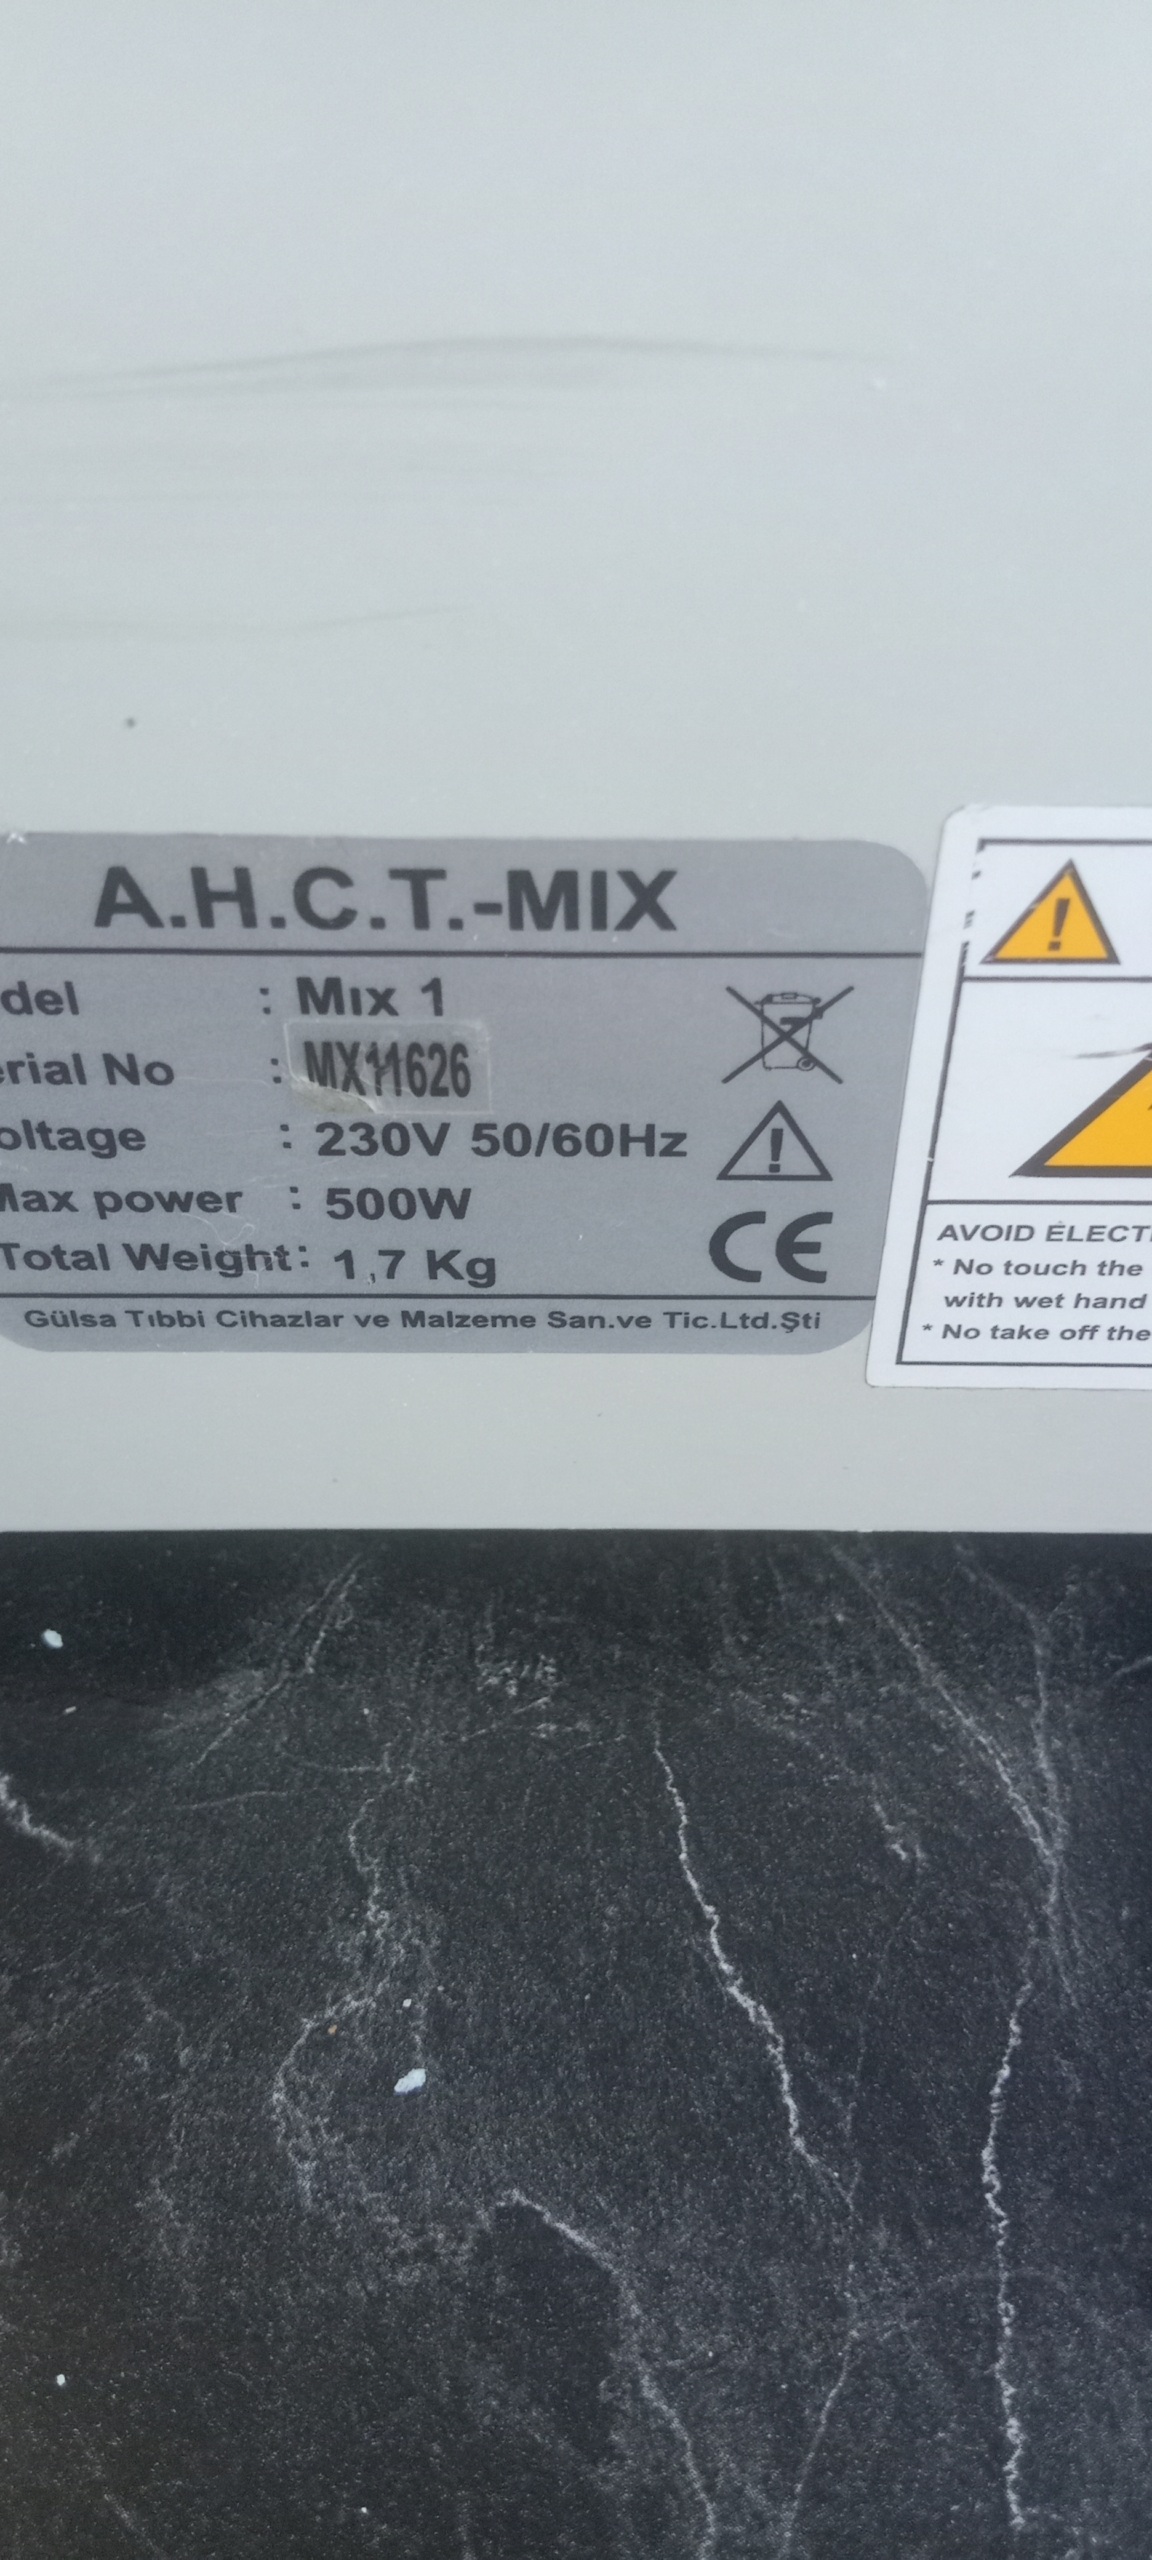 A.H.C.T.-MIX
del : Mıx 1
erial No : MX11626
oltage : 230V 50/60Hz
Max power : 500W
Total Weight : 1,7 Kg
CE
Gülsa Tıbbi Cihazlar ve Malzeme San.ve Tic.Ltd.Şti
AVOID ELECT
* No touch the
with wet hand
* No take off the